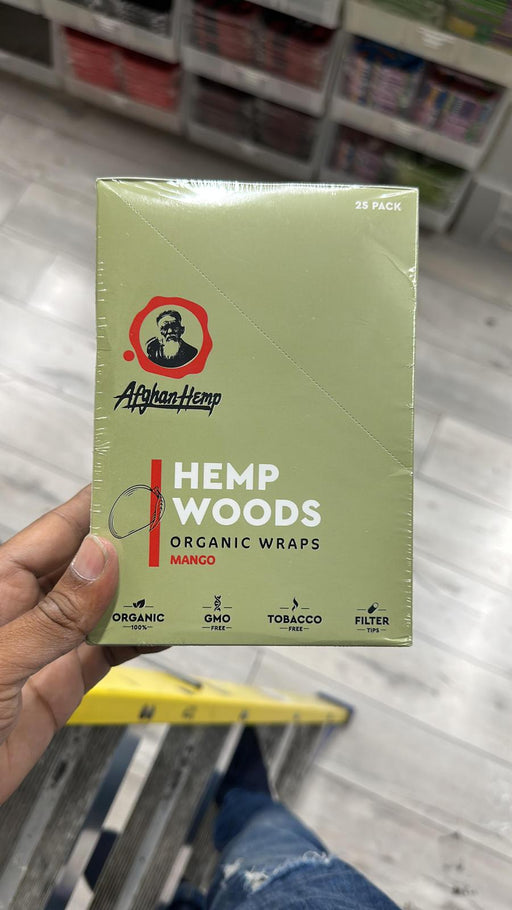 25 PACK
Afghan Hemp
HEMP
WOODS
ORGANIC WRAPS
MANGO
ORGANIC
100%
GMO
FREE
TOBACCO
FREE
FILTER
TIPS